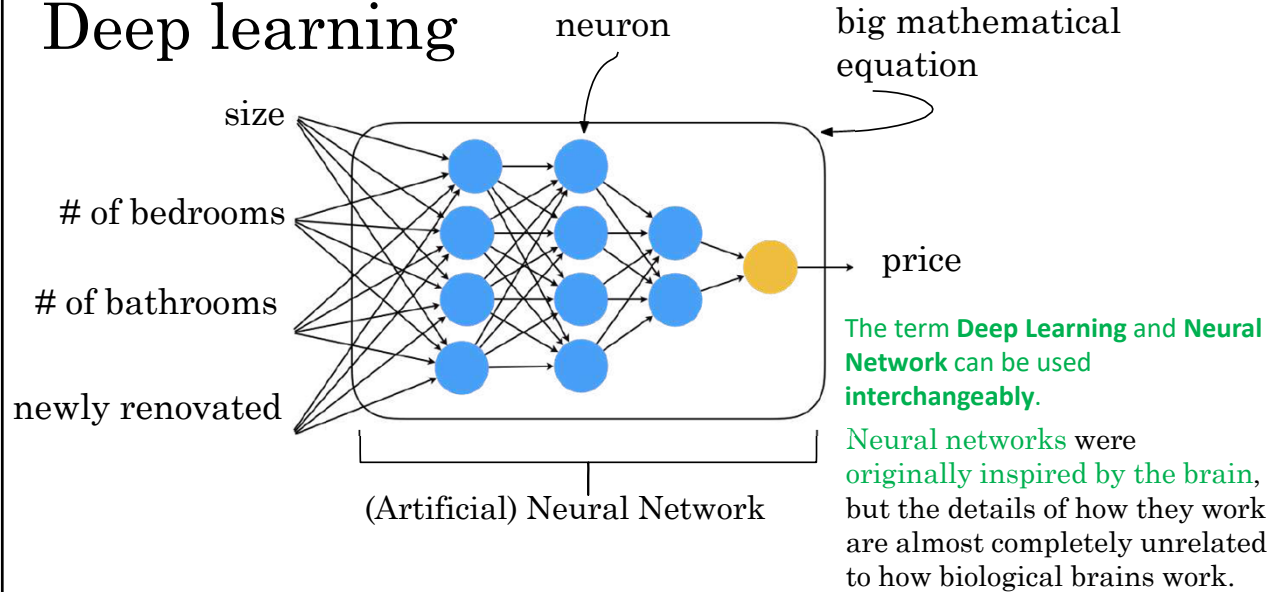 Deep learning
neuron
big mathematical
equation
size
# of bedrooms
# of bathrooms
newly renovated
price
(Artificial) Neural Network
The term Deep Learning and Neural
Network can be used
interchangeably.
Neural networks were
originally inspired by the brain,
but the details of how they work
are almost completely unrelated
to how biological brains work.